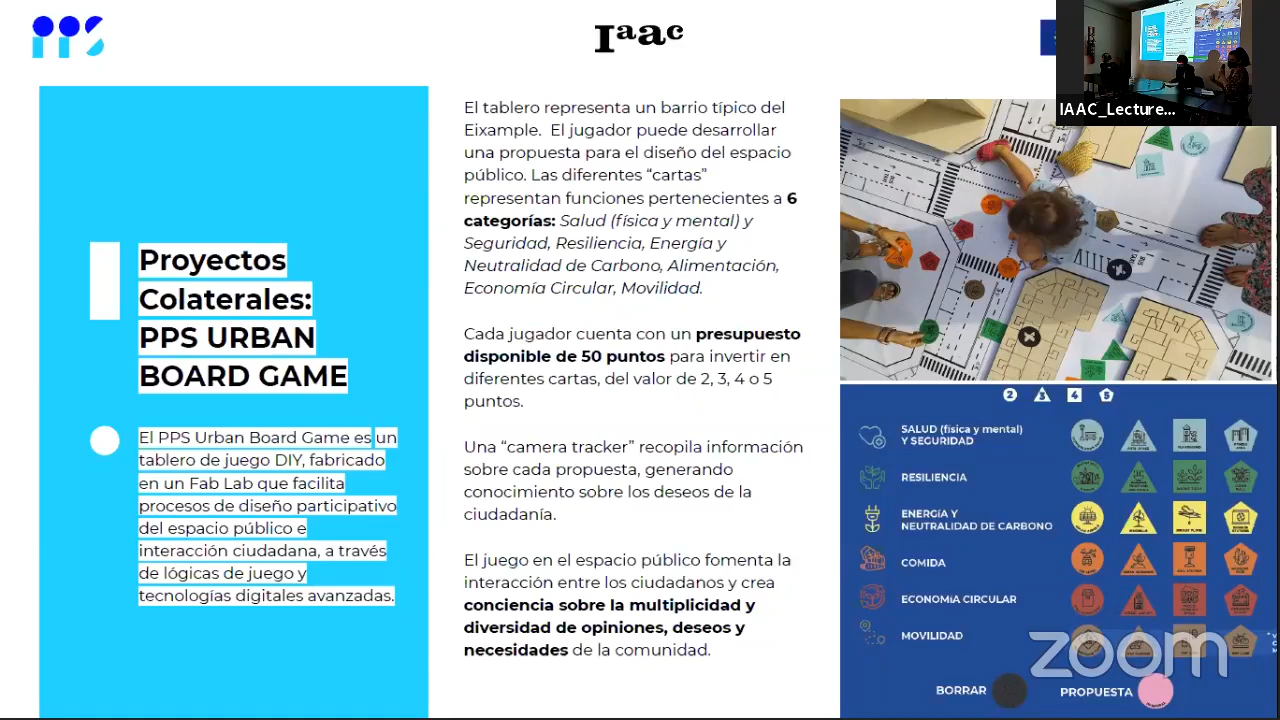 PPS
Iaac
IAAC_Lecture...
Proyectos
Colaterales:
PPS URBAN
BOARD GAME
El PPS Urban Board Game es un
tablero de juego DIY, fabricado
en un Fab Lab que facilita
procesos de diseño participativo
del espacio público e
interacción ciudadana, a través
de lógicas de juego y
tecnologías digitales avanzadas.
El tablero representa un barrio típico del
Eixample. El jugador puede desarrollar
una propuesta para el diseño del espacio
público. Las diferentes “cartas”
representan funciones pertenecientes a 6
categorías: Salud (física y mental) y
Seguridad, Resiliencia, Energía y
Neutralidad de Carbono, Alimentación,
Economía Circular, Movilidad.
Cada jugador cuenta con un presupuesto
disponible de 50 puntos para invertir en
diferentes cartas, del valor de 2, 3, 4 o 5
puntos.
Una “camera tracker” recopila información
sobre cada propuesta, generando
conocimiento sobre los deseos de la
ciudadanía.
El juego en el espacio público fomenta la
interacción entre los ciudadanos y crea
conciencia sobre la multiplicidad y
diversidad de opiniones, deseos y
necesidades de la comunidad.
2 3 4 5
SALUD (física y mental)
Y SEGURIDAD
RESILIENCIA
ENERGíA Y
NEUTRALIDAD DE CARBONO
COMIDA
ECONOMíA CIRCULAR
MOVILIDAD
BORRAR
PROPUESTA
zoom